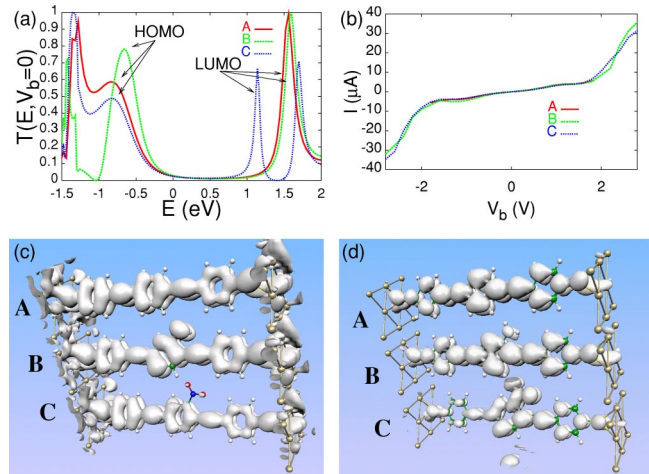 (a)
T(E,V_b=0)
1
0.9
0.8
0.7
0.6
0.5
0.4
0.3
0.2
0.1
0
-1.5 -1 -0.5 0 0.5 1 1.5 2
E (eV)
HOMO
LUMO
A
B
C
(b)
I (μA)
40
30
20
10
0
-10
-20
-30
-40
-2 0 2
V_b (V)
A
B
C
(c)
A
B
C
(d)
A
B
C